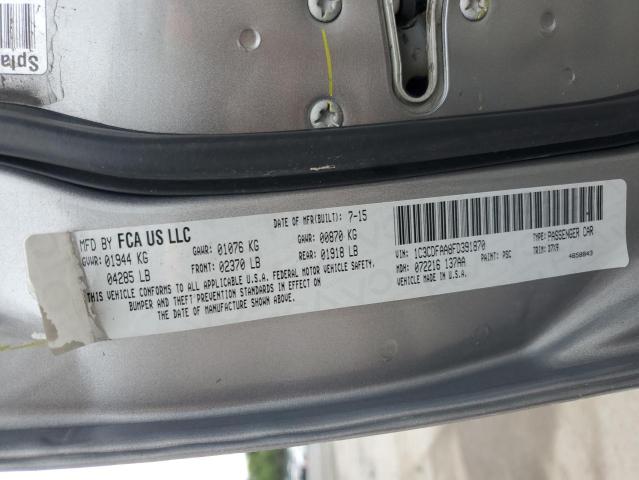 Spla
MFD BY FCA US LLC
DATE OF MFR(BUILT): 7-15
GVWR: 01944 KG
04285 LB
GAWR: 01076 KG
FRONT: 02370 LB
GAWR: 00870 KG
REAR: 01918 LB
THIS VEHICLE CONFORMS TO ALL APPLICABLE U.S.A. FEDERAL MOTOR VEHICLE SAFETY,
BUMPER AND THEFT PREVENTION STANDARDS IN EFFECT ON
THE DATE OF MANUFACTURE SHOWN ABOVE.
VIN: 1C3CDFAA8FD391870
TYPE: PASSENGER CAR
MDH: 072216 137AA
PAINT: PSC
TRIM: D7X9
VEHICLE MADE IN U.S.A.
4650843